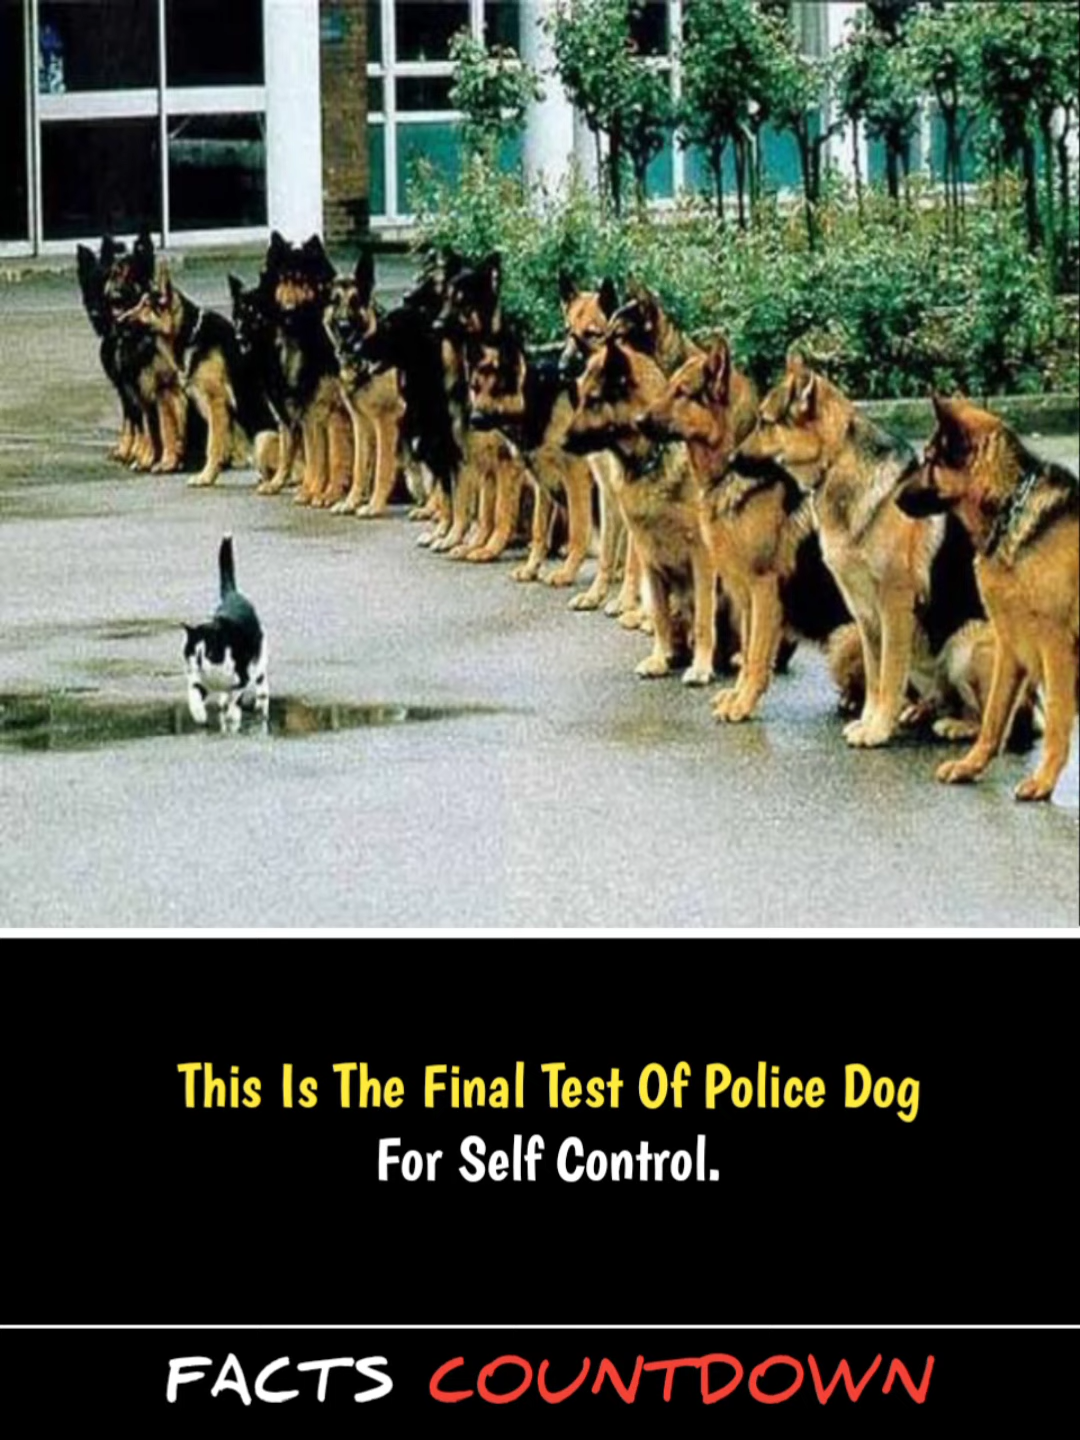 This Is The Final Test Of Police Dog
For Self Control.
FACTS COUNTDOWN